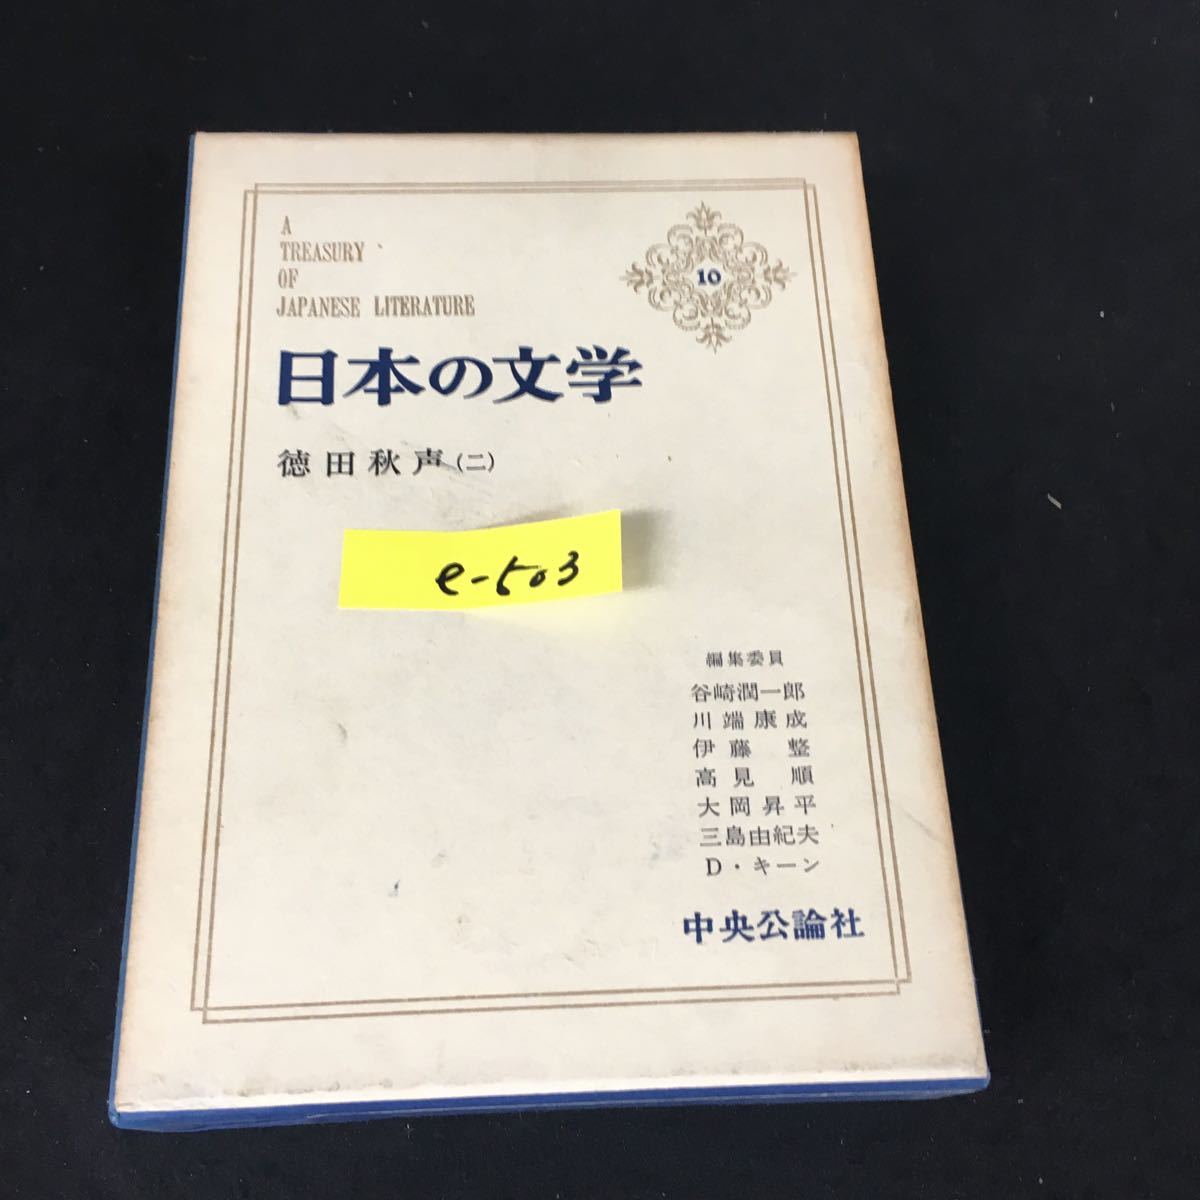 A
TREASURY
OF
JAPANESE LITERATURE
10
日本の文学
徳田秋声(二)
e-503
編集委員
谷崎潤一郎
川端康成
伊藤整
高見順
大岡昇平
三島由紀夫
D・キーン
中央公論社